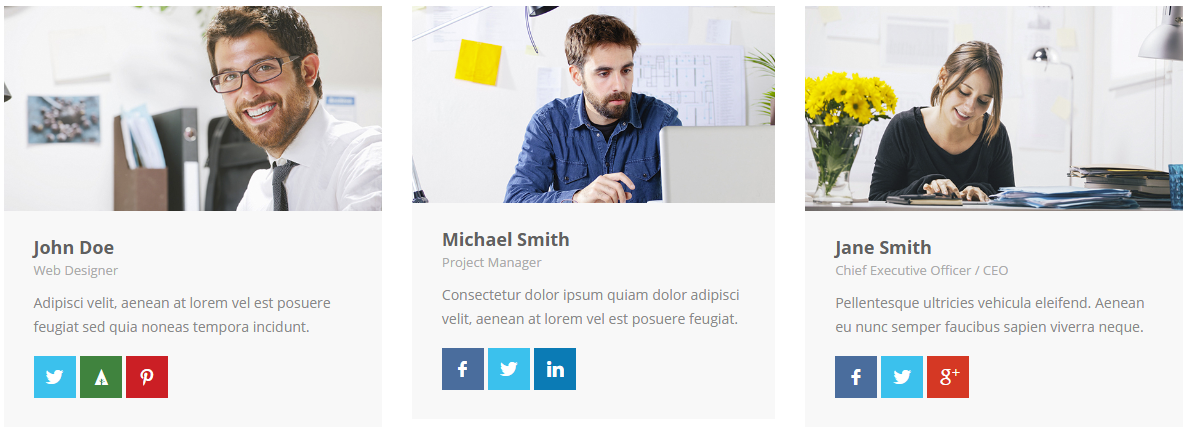 John Doe
Web Designer
Adipisci velit, aenean at lorem vel est posuere
feugiat sed quia noneas tempora incidunt.
Michael Smith
Project Manager
Consectetur dolor ipsum quiam dolor adipisci
velit, aenean at lorem vel est posuere feugiat.
f
in
Jane Smith
Chief Executive Officer / CEO
Pellentesque ultricies vehicula eleifend. Aenean
eu nunc semper faucibus sapien viverra neque.
f
g+